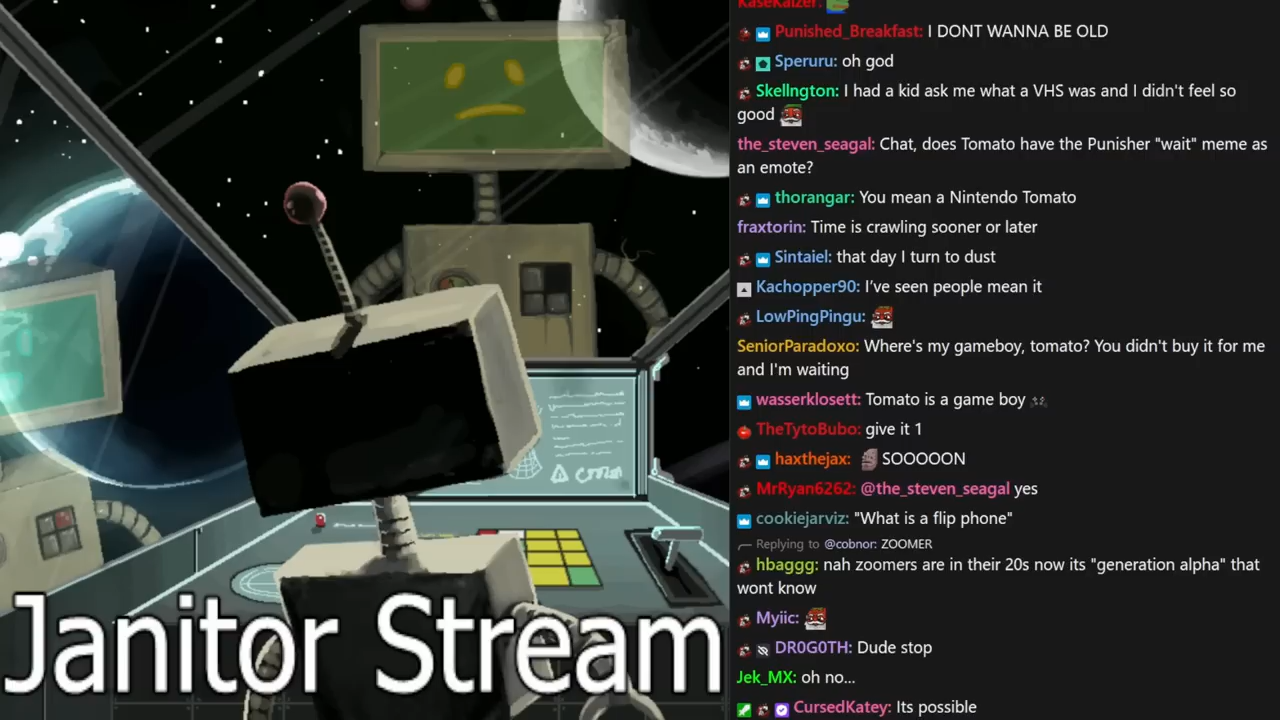 KaseKaizer:
Punished_Breakfast: I DONT WANNA BE OLD
Speruru: oh god
Skellngton: I had a kid ask me what a VHS was and I didn't feel so
good
the_steven_seagal: Chat, does Tomato have the Punisher "wait" meme as
an emote?
thorangar: You mean a Nintendo Tomato
fraxtorin: Time is crawling sooner or later
Sintaiel: that day I turn to dust
Kachopper90: I've seen people mean it
LowPingPingu:
SeniorParadoxo: Where's my gameboy, tomato? You didn't buy it for me
and I'm waiting
wasserklosett: Tomato is a game boy
TheTytoBubo: give it 1
haxthejax: SOOOOON
MrRyan6262: @the_steven_seagal yes
cookiejarviz: "What is a flip phone"
Replying to @cobnor: ZOOMER
hbaggg: nah zoomers are in their 20s now its "generation alpha" that
wont know
Myiic:
DR0G0TH: Dude stop
Jek_MX: oh no...
CursedKatey: Its possible
Janitor Stream